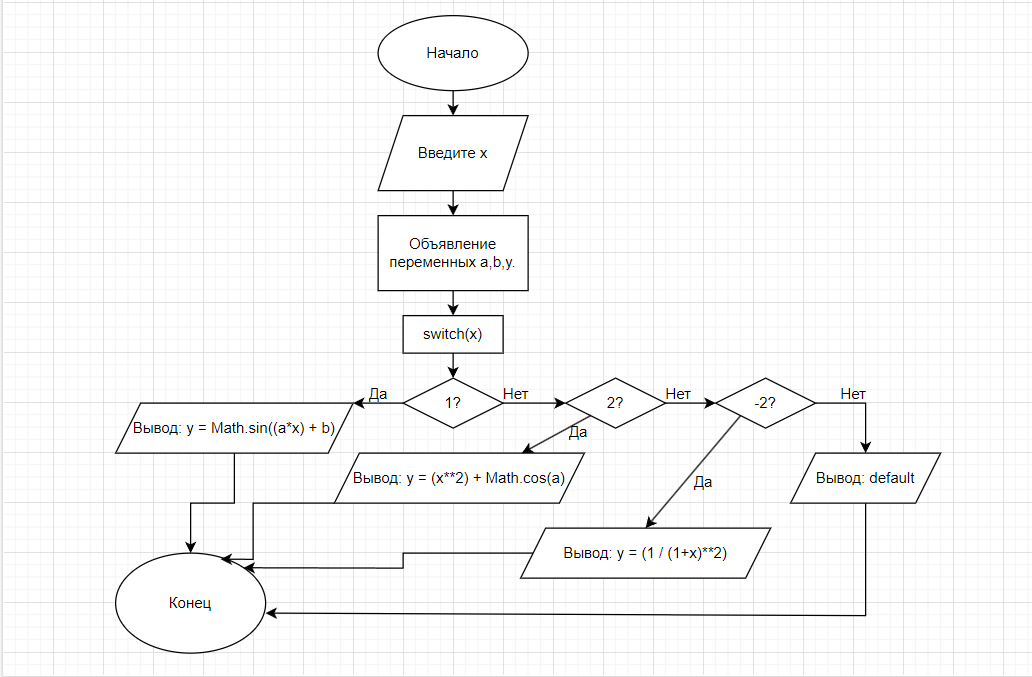 Начало
Введите x
Объявление
переменных a,b,y.
switch(x)
Да
1?
Нет
2?
Нет
-2?
Нет
Вывод: y = Math.sin((a*x) + b)
Да
Вывод: y = (x**2) + Math.cos(a)
Да
Вывод: default
Вывод: y = (1 / (1+x)**2)
Конец